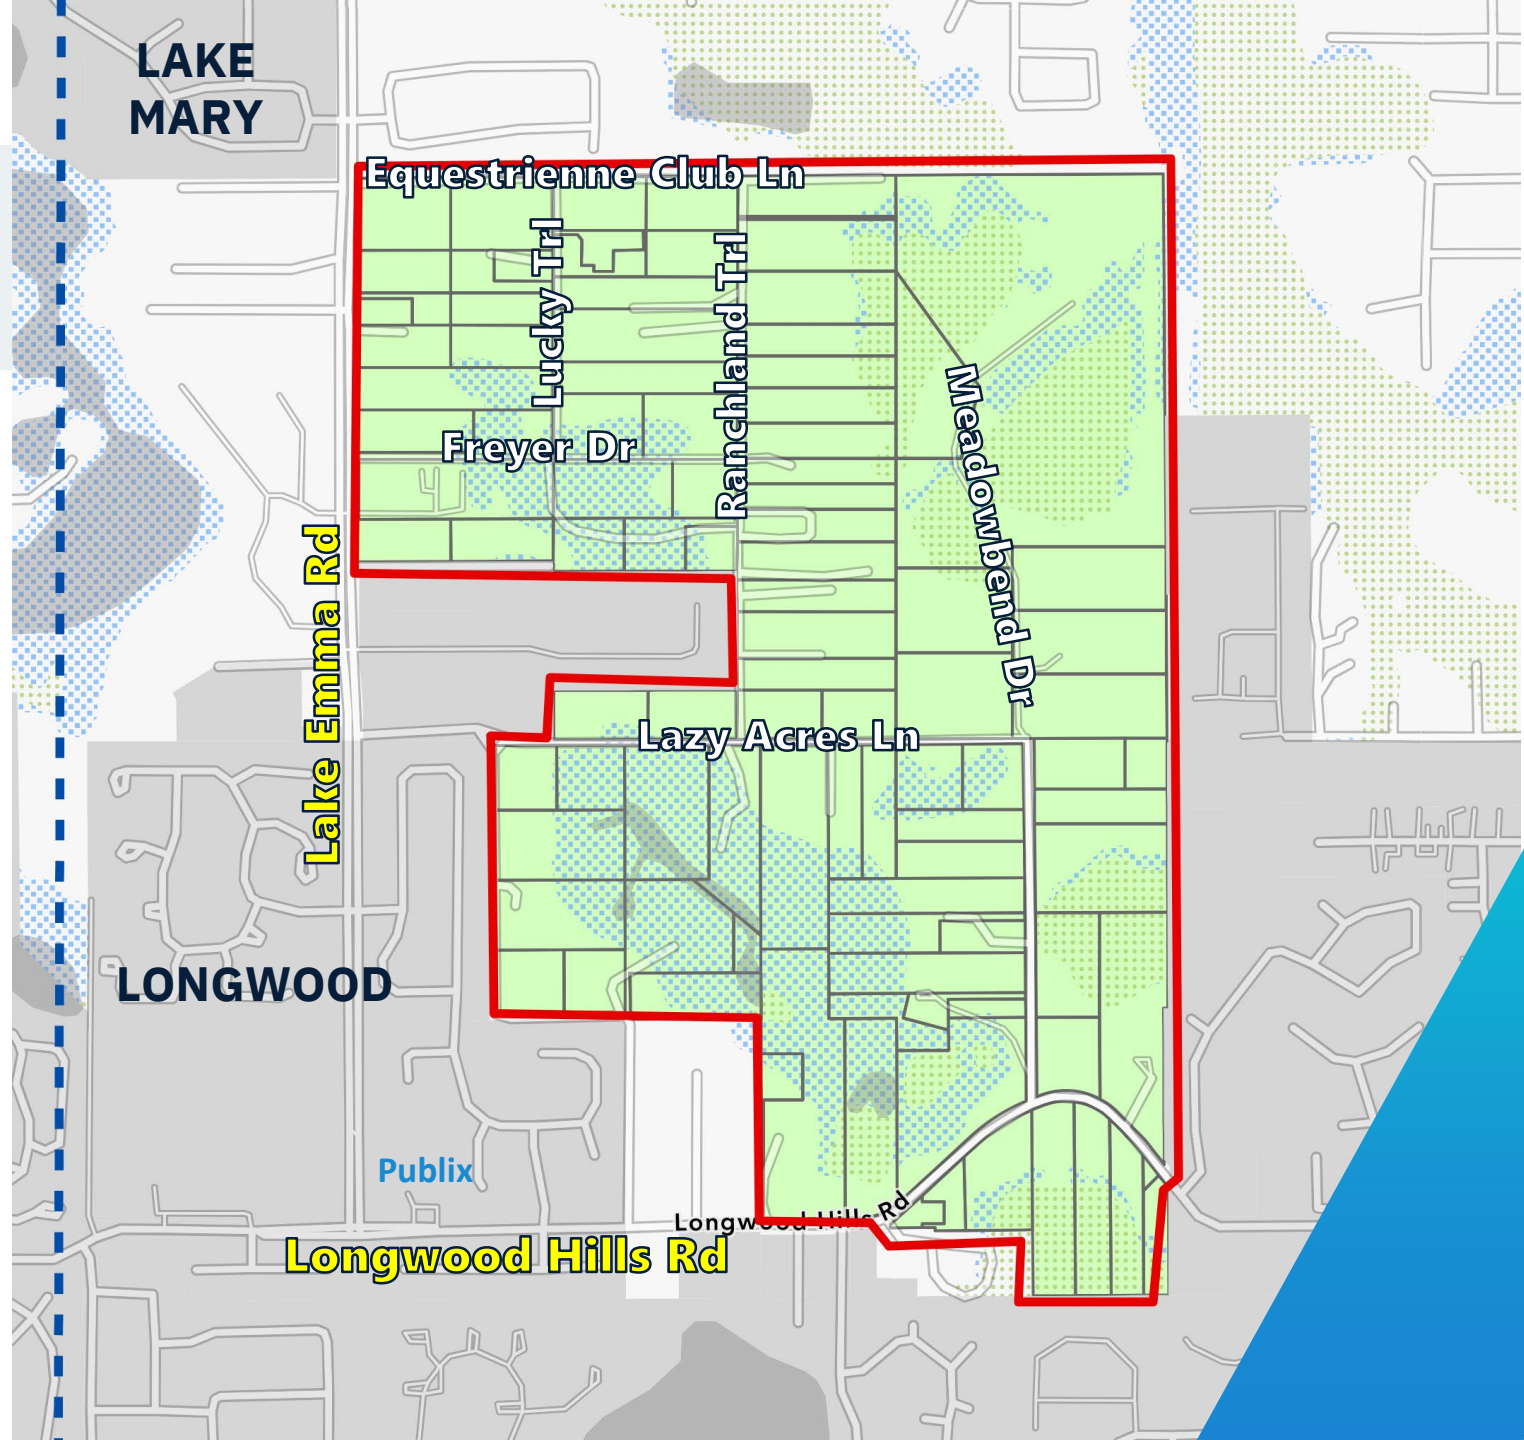 LAKE
MARY
Equestrienne Club Ln
Lucky Trl
Ranchland Trl
Meadowbend Dr
Freyer Dr
Lake Emma Rd
Lazy Acres Ln
LONGWOOD
Publix
Longwood Hills Rd
Longwood Hills Rd